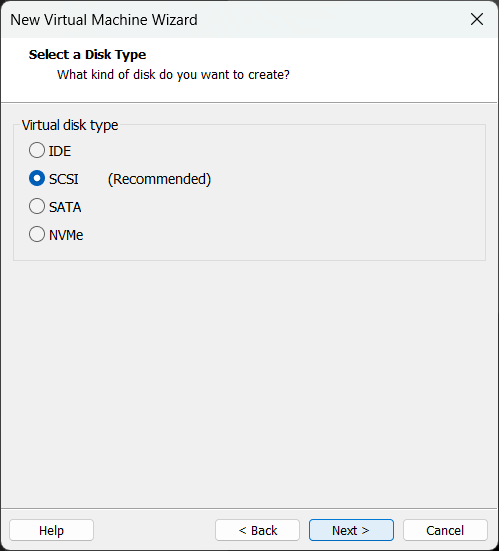 New Virtual Machine Wizard
Select a Disk Type
What kind of disk do you want to create?
Virtual disk type
IDE
SCSI (Recommended)
SATA
NVMe
Help
< Back
Next >
Cancel